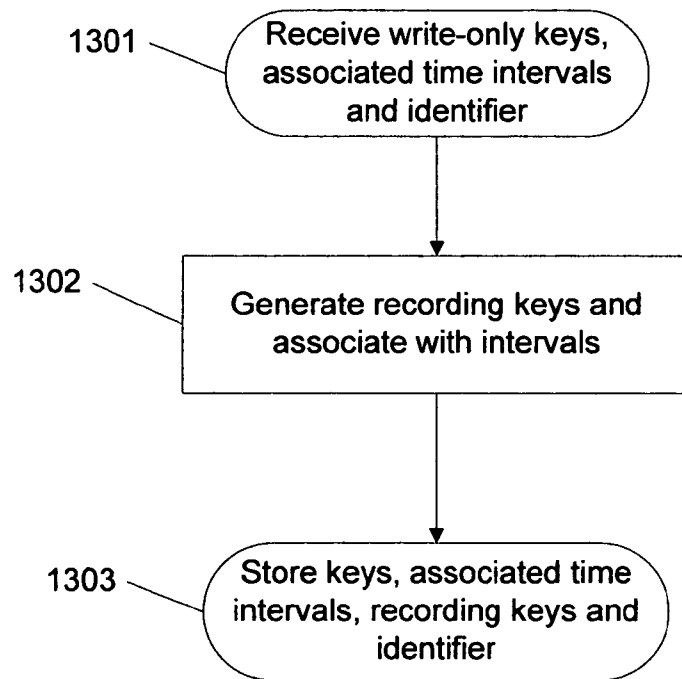 1301
Receive write-only keys,
associated time intervals
and identifier
1302
Generate recording keys and
associate with intervals
1303
Store keys, associated time
intervals, recording keys and
identifier